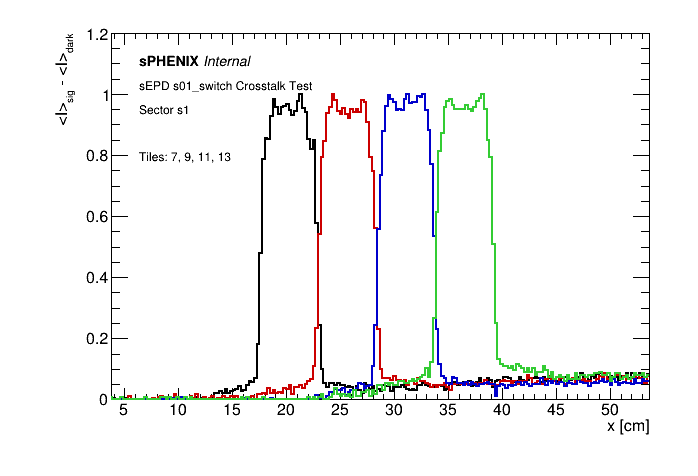 <I>sig - <I>dark
1.2
1
0.8
0.6
0.4
0.2
0
sPHENIX Internal
sEPD s01_switch Crosstalk Test
Sector s1
Tiles: 7, 9, 11, 13
5 10 15 20 25 30 35 40 45 50
x [cm]